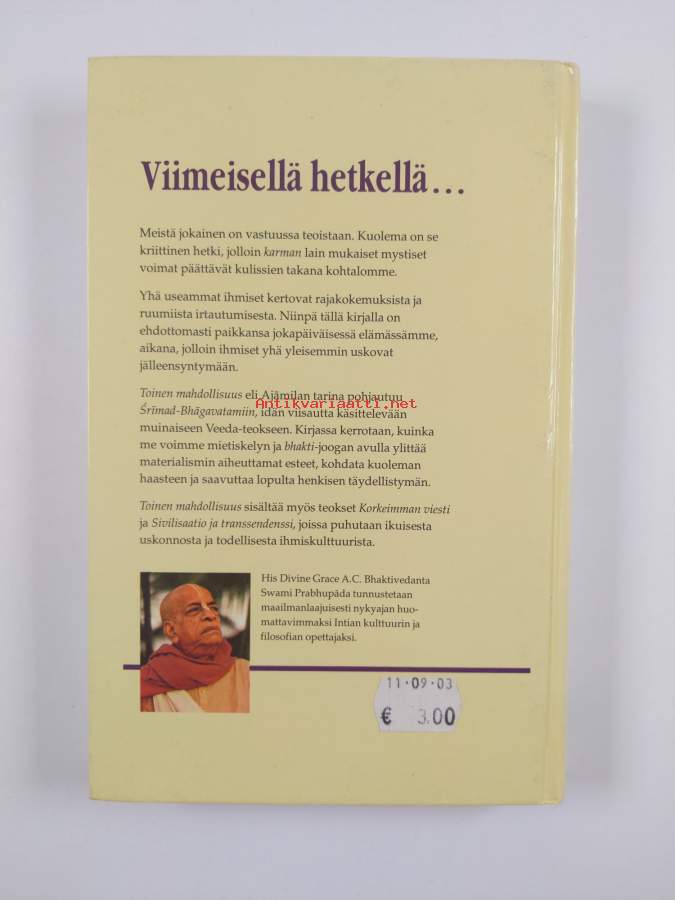 Viimeisellä hetkellä...
Meistä jokainen on vastuussa teoistaan. Kuolema on se
kriittinen hetki, jolloin karman lain mukaiset mystiset
voimat päättävät kulissien takana kohtalomme.
Yhä useammat ihmiset kertovat rajakokemuksista ja
ruumiista irtautumisesta. Niinpä tällä kirjalla on
ehdottomasti paikkansa jokapäiväisessä elämässämme,
aikana, jolloin ihmiset yhä yleisemmin uskovat
jälleensyntymään.
Toinen mahdollisuus eli Ajāmilan tarina pohjautuu
Antikvariaatti.net
Śrīmad-Bhāgavatamiin, idän viisautta käsittelevään
muinaiseen Veeda-teokseen. Kirjassa kerrotaan, kuinka
me voimme mietiskelyn ja bhakti-joogan avulla ylittää
materialismin aiheuttamat esteet, kohdata kuoleman
haasteen ja saavuttaa lopulta henkisen täydellistymän.
Toinen mahdollisuus sisältää myös teokset Korkeimman viesti
ja Sivilisaatio ja transsendenssi, joissa puhutaan ikuisesta
uskonnosta ja todellisesta ihmiskulttuurista.
His Divine Grace A.C. Bhaktivedanta
Swami Prabhupāda tunnustetaan
maailmanlaajuisesti nykyajan huo-
mattavimmaksi Intian kulttuurin ja
filosofian opettajaksi.
11·09·03
€ 3.00